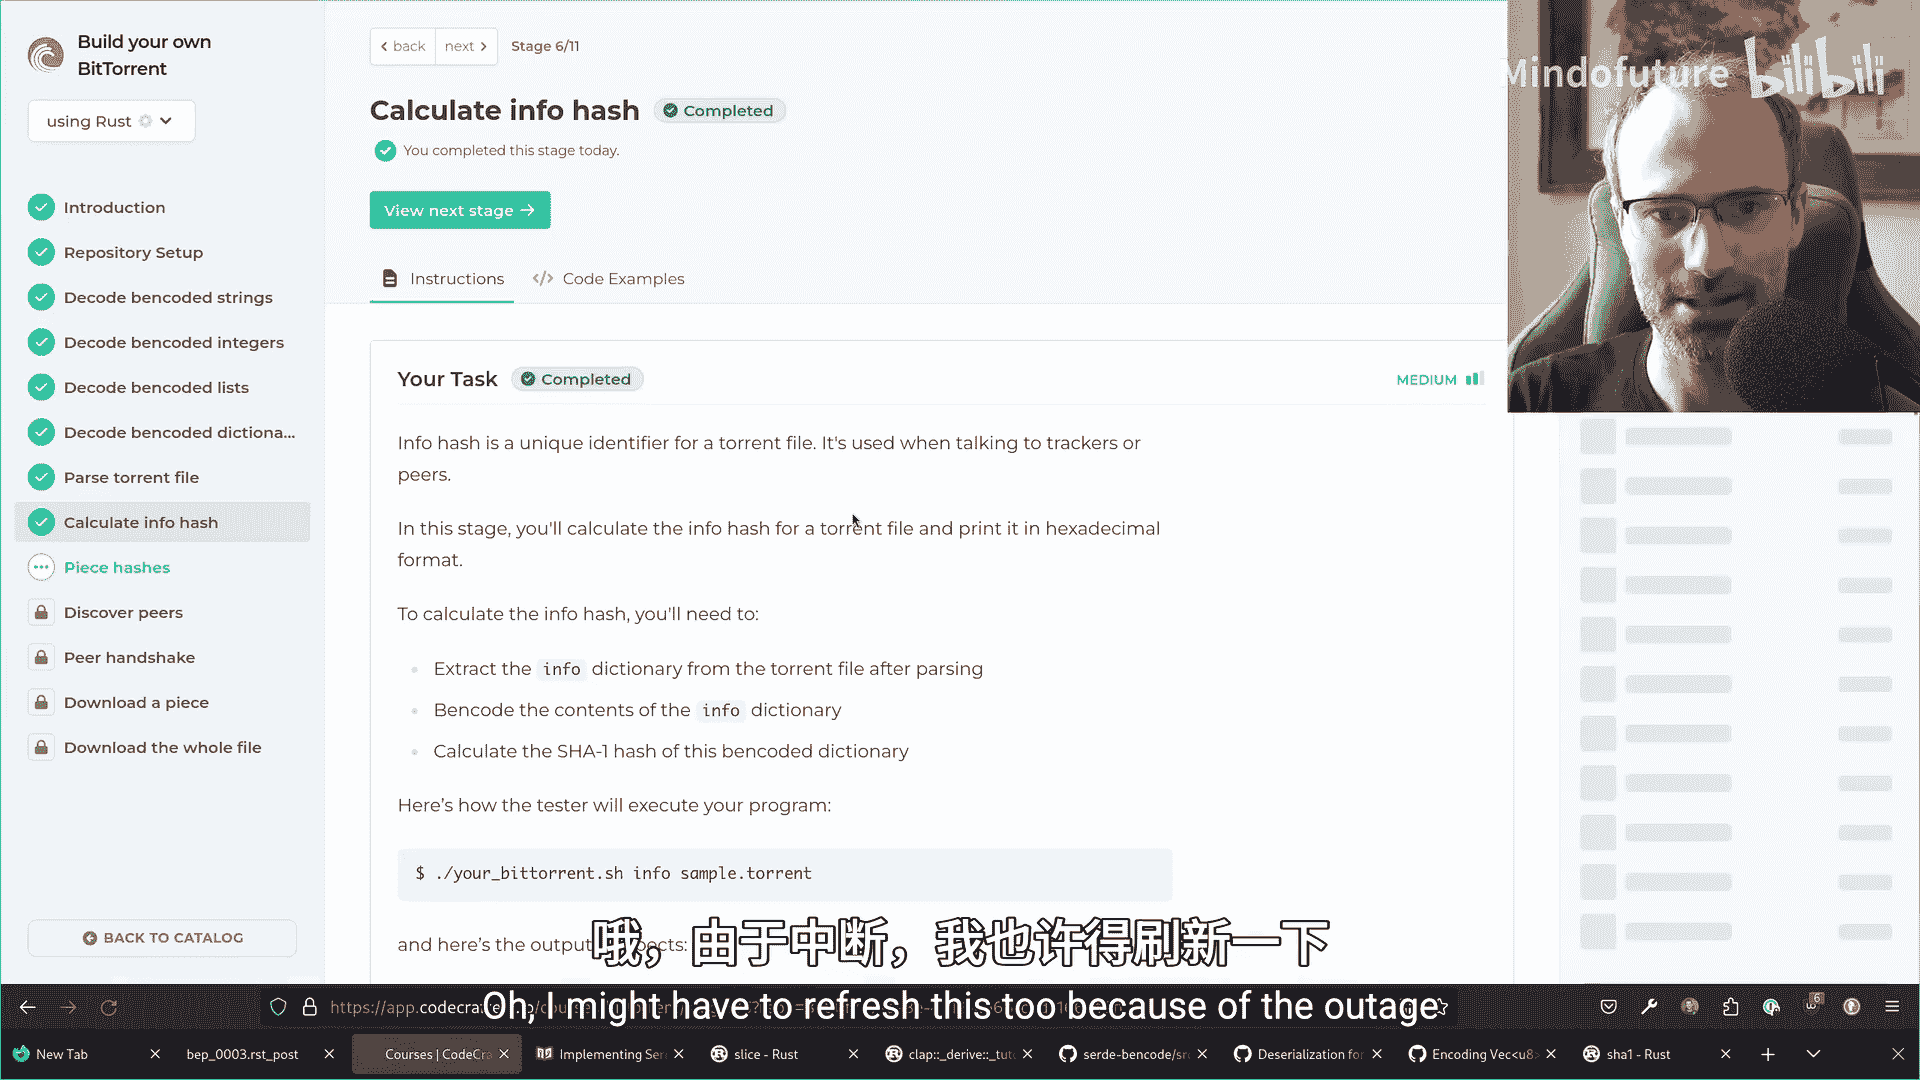 Build your own
BitTorrent
using Rust
Introduction
Repository Setup
Decode bencoded strings
Decode bencoded integers
Decode bencoded lists
Decode bencoded dictiona...
Parse torrent file
Calculate info hash
Piece hashes
Discover peers
Peer handshake
Download a piece
Download the whole file
BACK TO CATALOG
back
next
Stage 6/11
Calculate info hash
Completed
You completed this stage today.
View next stage →
Instructions
</> Code Examples
Your Task
Completed
MEDIUM
Info hash is a unique identifier for a torrent file. It's used when talking to trackers or
peers.
In this stage, you'll calculate the info hash for a torrent file and print it in hexadecimal
format.
To calculate the info hash, you'll need to:
Extract the info dictionary from the torrent file after parsing
Bencode the contents of the info dictionary
Calculate the SHA-1 hash of this bencoded dictionary
Here's how the tester will execute your program:
$ ./your_bittorrent.sh info sample.torrent
and here's the output
Mindofuture bilibili
哦，由于中断，我也许得刷新一下
Oh, I might have to refresh this too because of the outage
https://app.codecra
6
New Tab
bep_0003.rst_post
Courses | CodeCra
Implementing Ser
slice - Rust
clap::_derive::_tut
serde-bencode/sr
Deserialization for
Encoding Vec<u8>
sha1 - Rust